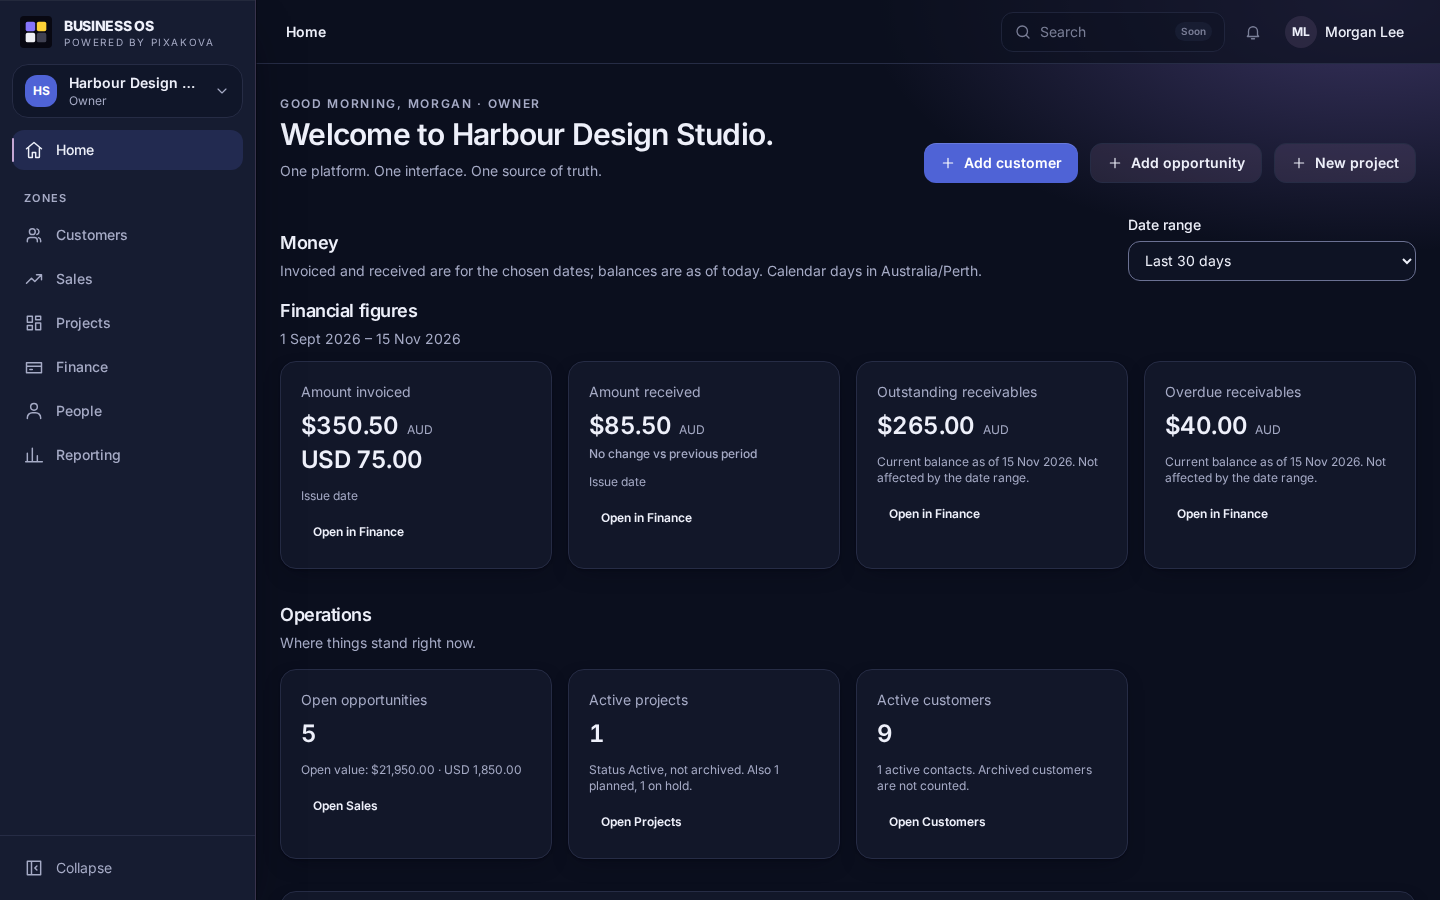 BUSINESS OS
POWERED BY PIXAKOVA
HS
Harbour Design ...
Owner
Home
ZONES
Customers
Sales
Projects
Finance
People
Reporting
Collapse
Home
Search
Soon
ML
Morgan Lee
GOOD MORNING, MORGAN · OWNER
Welcome to Harbour Design Studio.
One platform. One interface. One source of truth.
Add customer
Add opportunity
New project
Money
Invoiced and received are for the chosen dates; balances are as of today. Calendar days in Australia/Perth.
Date range
Last 30 days
Financial figures
1 Sept 2026 – 15 Nov 2026
Amount invoiced
$350.50 AUD
USD 75.00
Issue date
Open in Finance
Amount received
$85.50 AUD
No change vs previous period
Issue date
Open in Finance
Outstanding receivables
$265.00 AUD
Current balance as of 15 Nov 2026. Not
affected by the date range.
Open in Finance
Overdue receivables
$40.00 AUD
Current balance as of 15 Nov 2026. Not
affected by the date range.
Open in Finance
Operations
Where things stand right now.
Open opportunities
5
Open value: $21,950.00 · USD 1,850.00
Open Sales
Active projects
1
Status Active, not archived. Also 1
planned, 1 on hold.
Open Projects
Active customers
9
1 active contacts. Archived customers
are not counted.
Open Customers